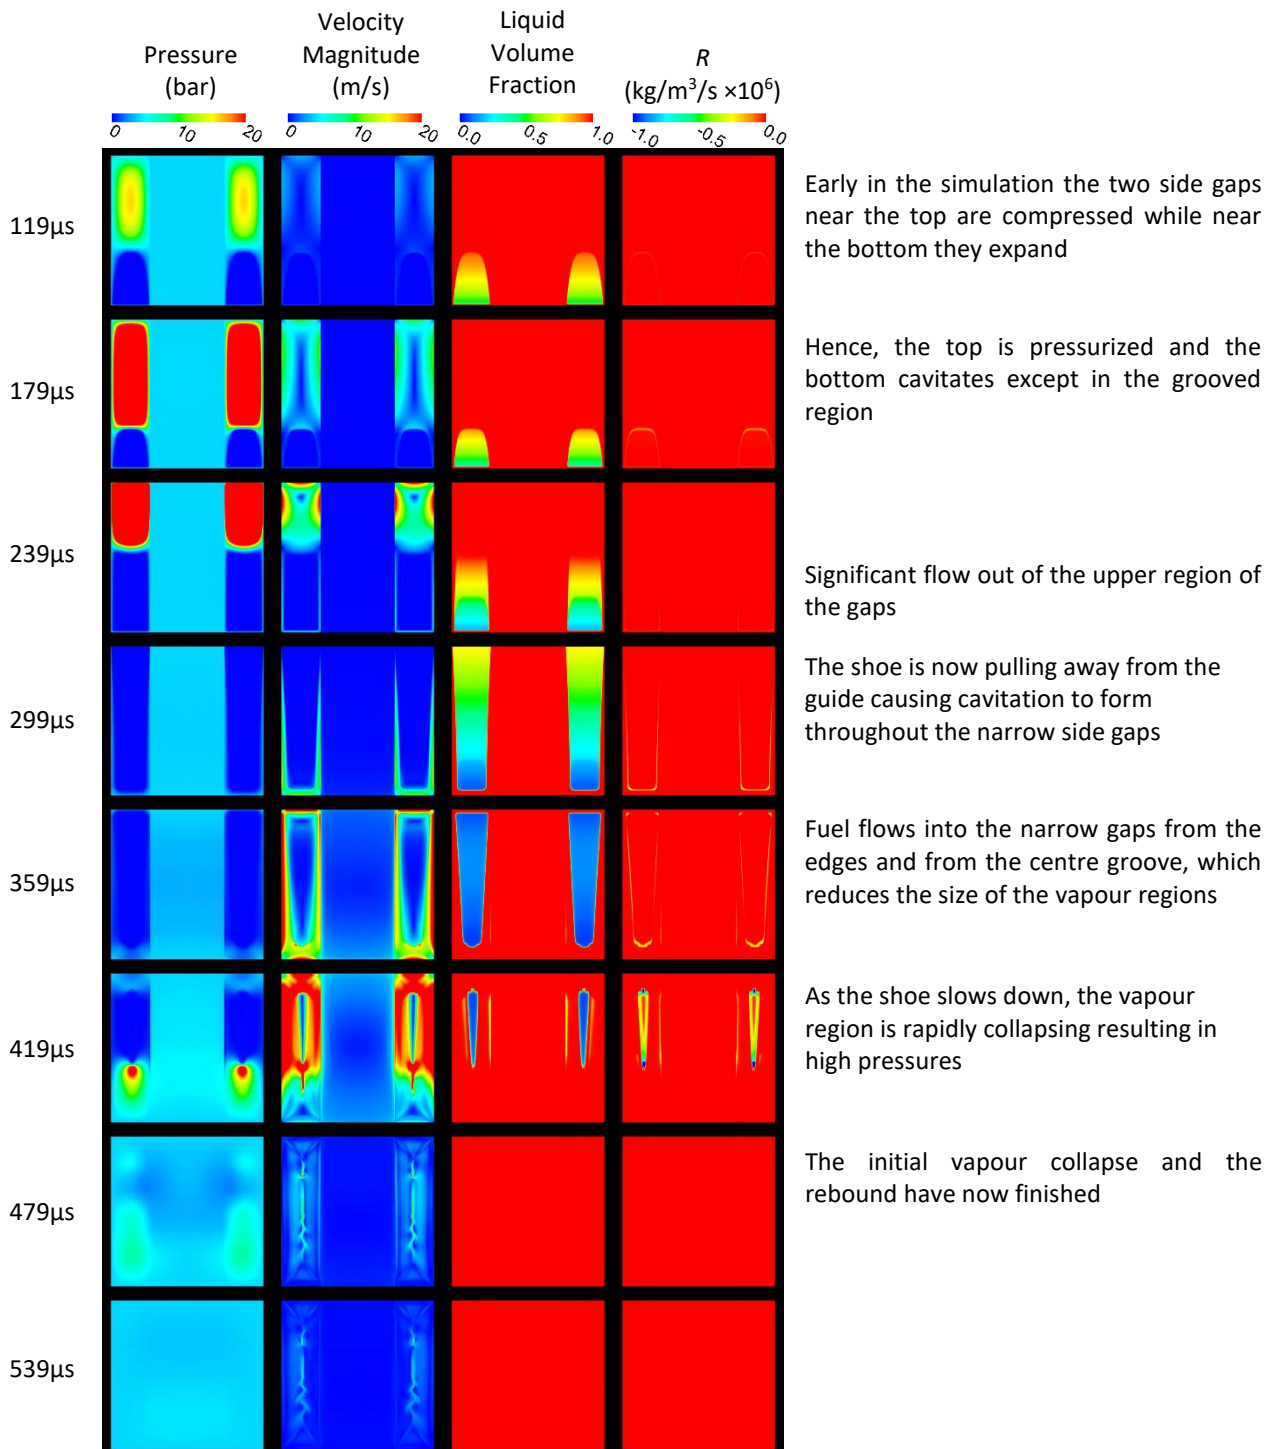 Pressure
(bar)
Velocity
Magnitude
(m/s)
Liquid
Volume
Fraction
R
(kg/m³/s ×10⁶)
0 10 20
0 10 20
0.0 0.5 1.0
-1.0 -0.5 0.0
119µs
Early in the simulation the two side gaps
near the top are compressed while near
the bottom they expand
179µs
Hence, the top is pressurized and the
bottom cavitates except in the grooved
region
239µs
Significant flow out of the upper region of
the gaps
299µs
The shoe is now pulling away from the
guide causing cavitation to form
throughout the narrow side gaps
359µs
Fuel flows into the narrow gaps from the
edges and from the centre groove, which
reduces the size of the vapour regions
419µs
As the shoe slows down, the vapour
region is rapidly collapsing resulting in
high pressures
479µs
The initial vapour collapse and the
rebound have now finished
539µs